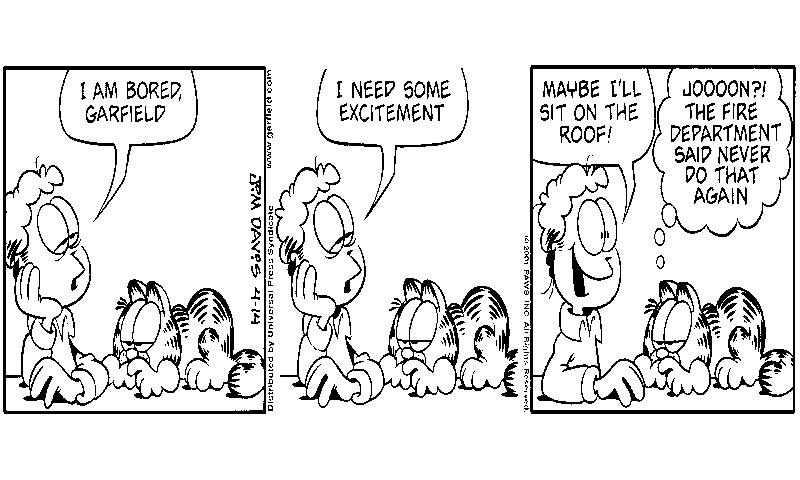 I AM BORED,
GARFIELD
JIM DAVIS 4-14
www.garfield.com
Distributed by Universal Press Syndicate
I NEED SOME
EXCITEMENT
© 2001 PAWS, INC. All Rights Reserved.
MAYBE I'LL
SIT ON THE
ROOF!
JOOOON?!
THE FIRE
DEPARTMENT
SAID NEVER
DO THAT
AGAIN